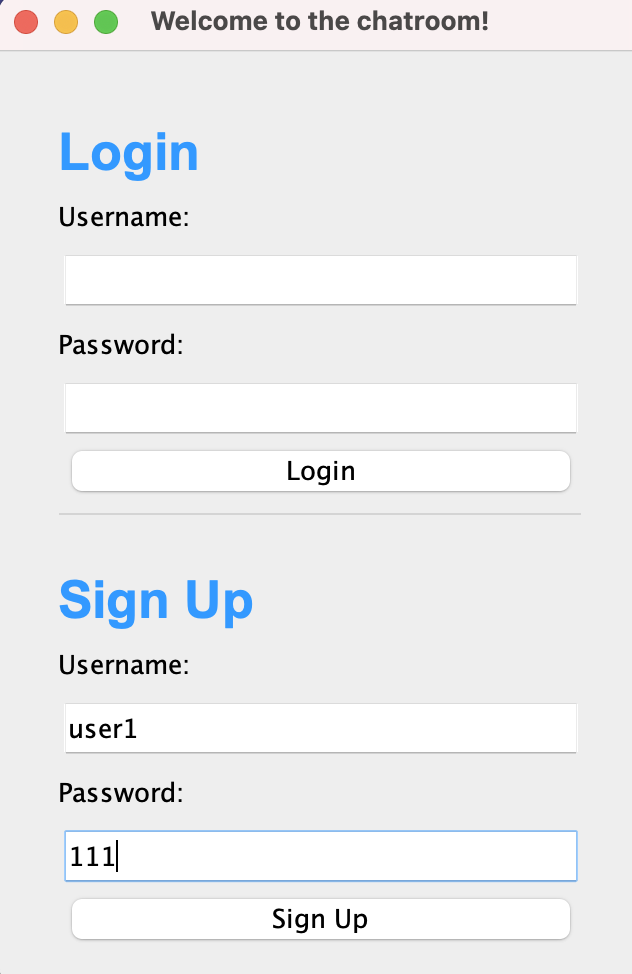 Welcome to the chatroom!
Login
Username:
Password:
Login
Sign Up
Username:
user1
Password:
111
Sign Up